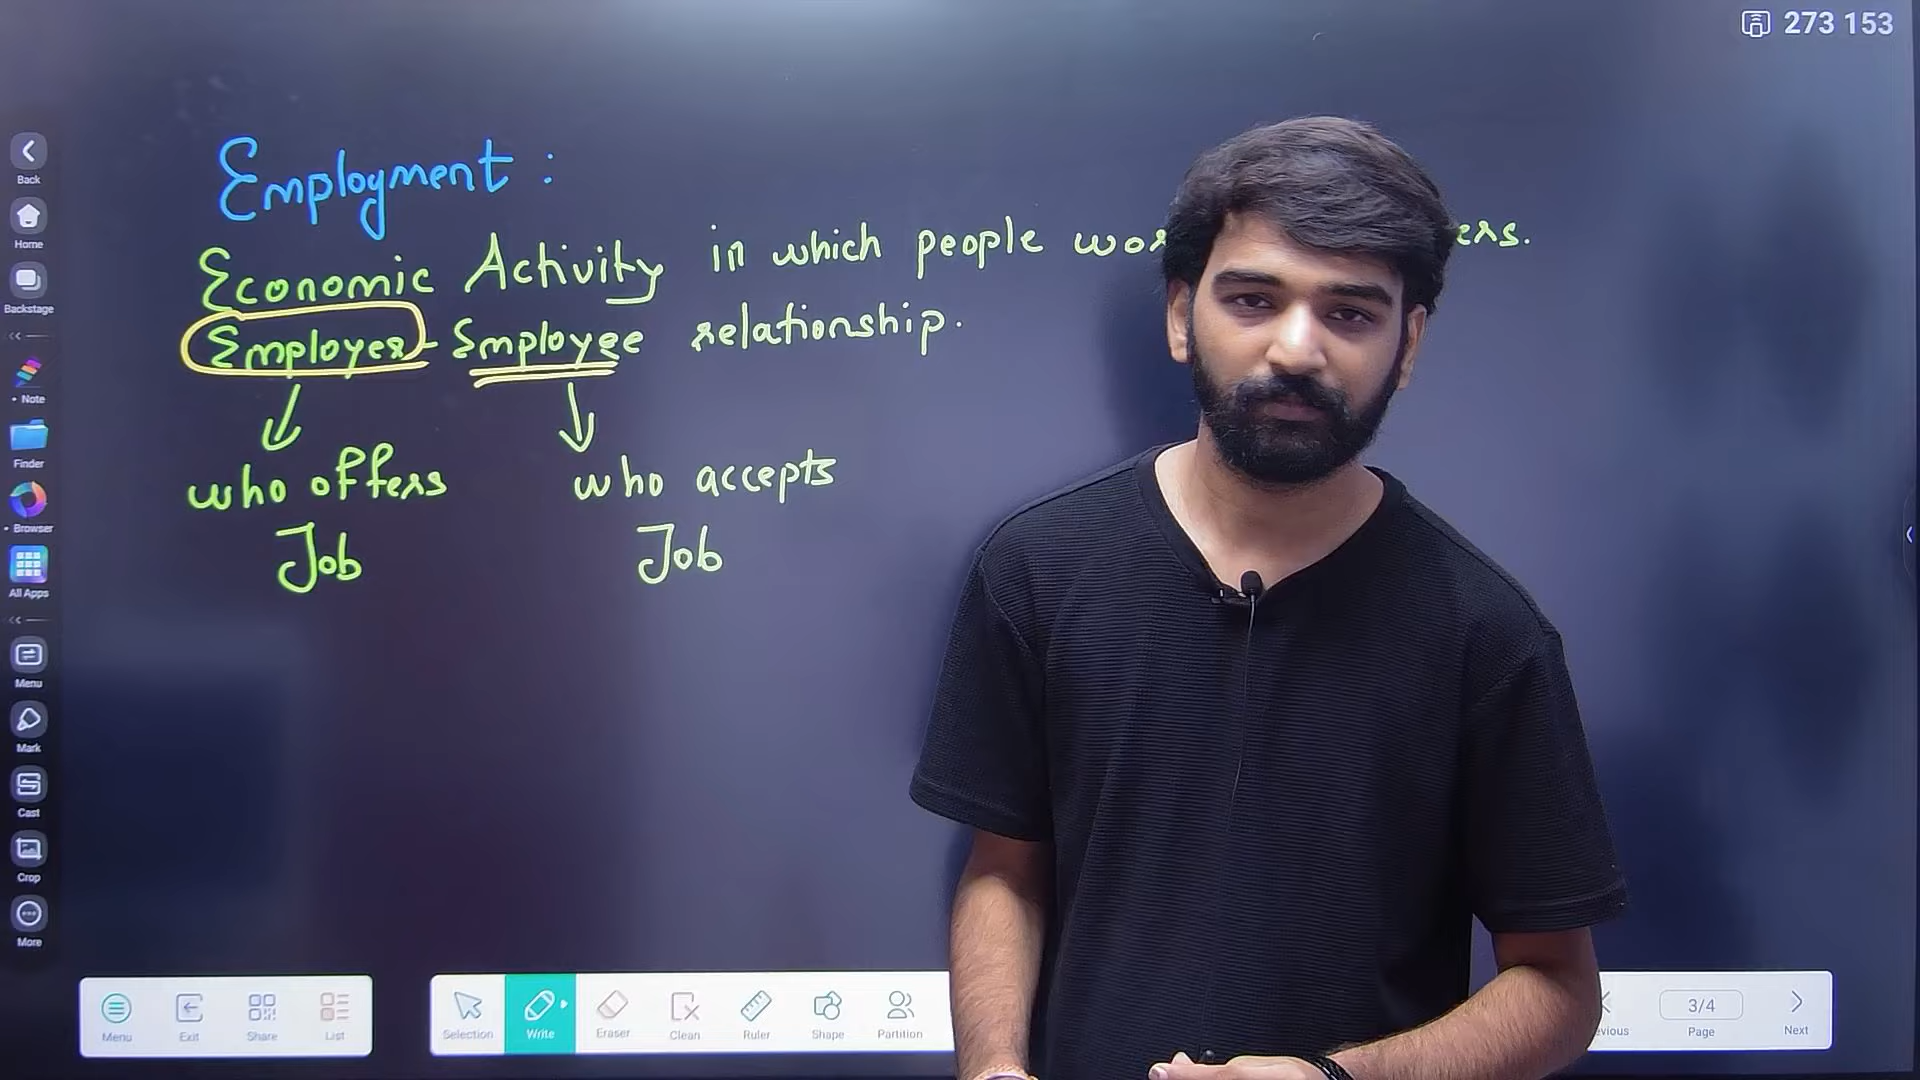 273 153
Employment :
Economic Activity in which people
Employer - Employee relationship.
who offers who accepts
Job Job
Back
Home
Backstage
Note
Finder
Browser
All Apps
Menu
Mark
Cast
Crop
More
Menu Exit Share List Selection Write Eraser Clean Ruler Shape Partition 3/4 Page Next